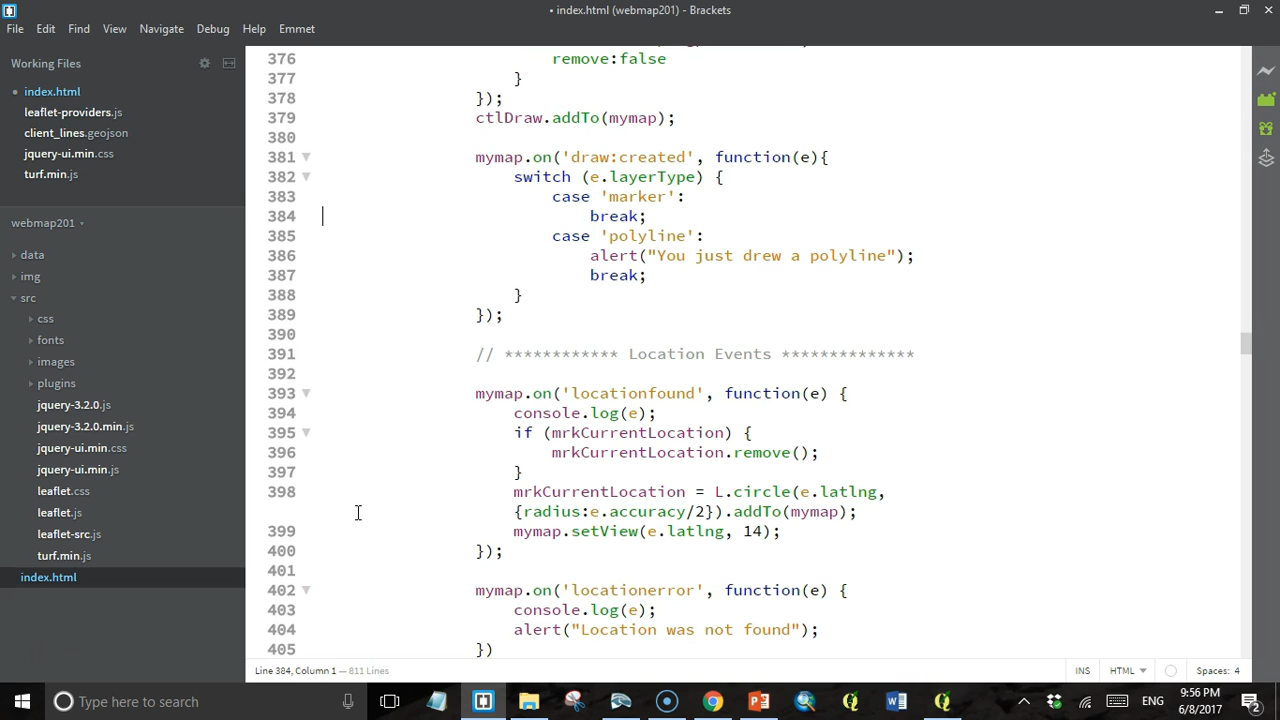 • index.html (webmap201) - Brackets
File Edit Find View Navigate Debug Help Emmet
Working Files
• index.html
leaflet-providers.js
client_lines.geojson
jquery-ui.min.css
turf.min.js
webmap201
data
img
src
css
fonts
images
plugins
jquery-3.2.0.js
jquery-3.2.0.min.js
jquery-ui.min.css
jquery-ui.min.js
leaflet.css
leaflet.js
leaflet-src.js
turf.min.js
index.html
376 remove:false
377 }
378 });
379 ctlDraw.addTo(mymap);
380
381 mymap.on('draw:created', function(e){
382 switch (e.layerType) {
383 case 'marker':
384 break;
385 case 'polyline':
386 alert("You just drew a polyline");
387 break;
388 }
389 });
390
391 // ************ Location Events **************
392
393 mymap.on('locationfound', function(e) {
394 console.log(e);
395 if (mrkCurrentLocation) {
396 mrkCurrentLocation.remove();
397 }
398 mrkCurrentLocation = L.circle(e.latlng,
{radius:e.accuracy/2}).addTo(mymap);
399 mymap.setView(e.latlng, 14);
400 });
401
402 mymap.on('locationerror', function(e) {
403 console.log(e);
404 alert("Location was not found");
405 })
Line 384, Column 1 — 811 Lines
INS HTML Spaces: 4
Type here to search
ENG
9:56 PM
6/8/2017
2